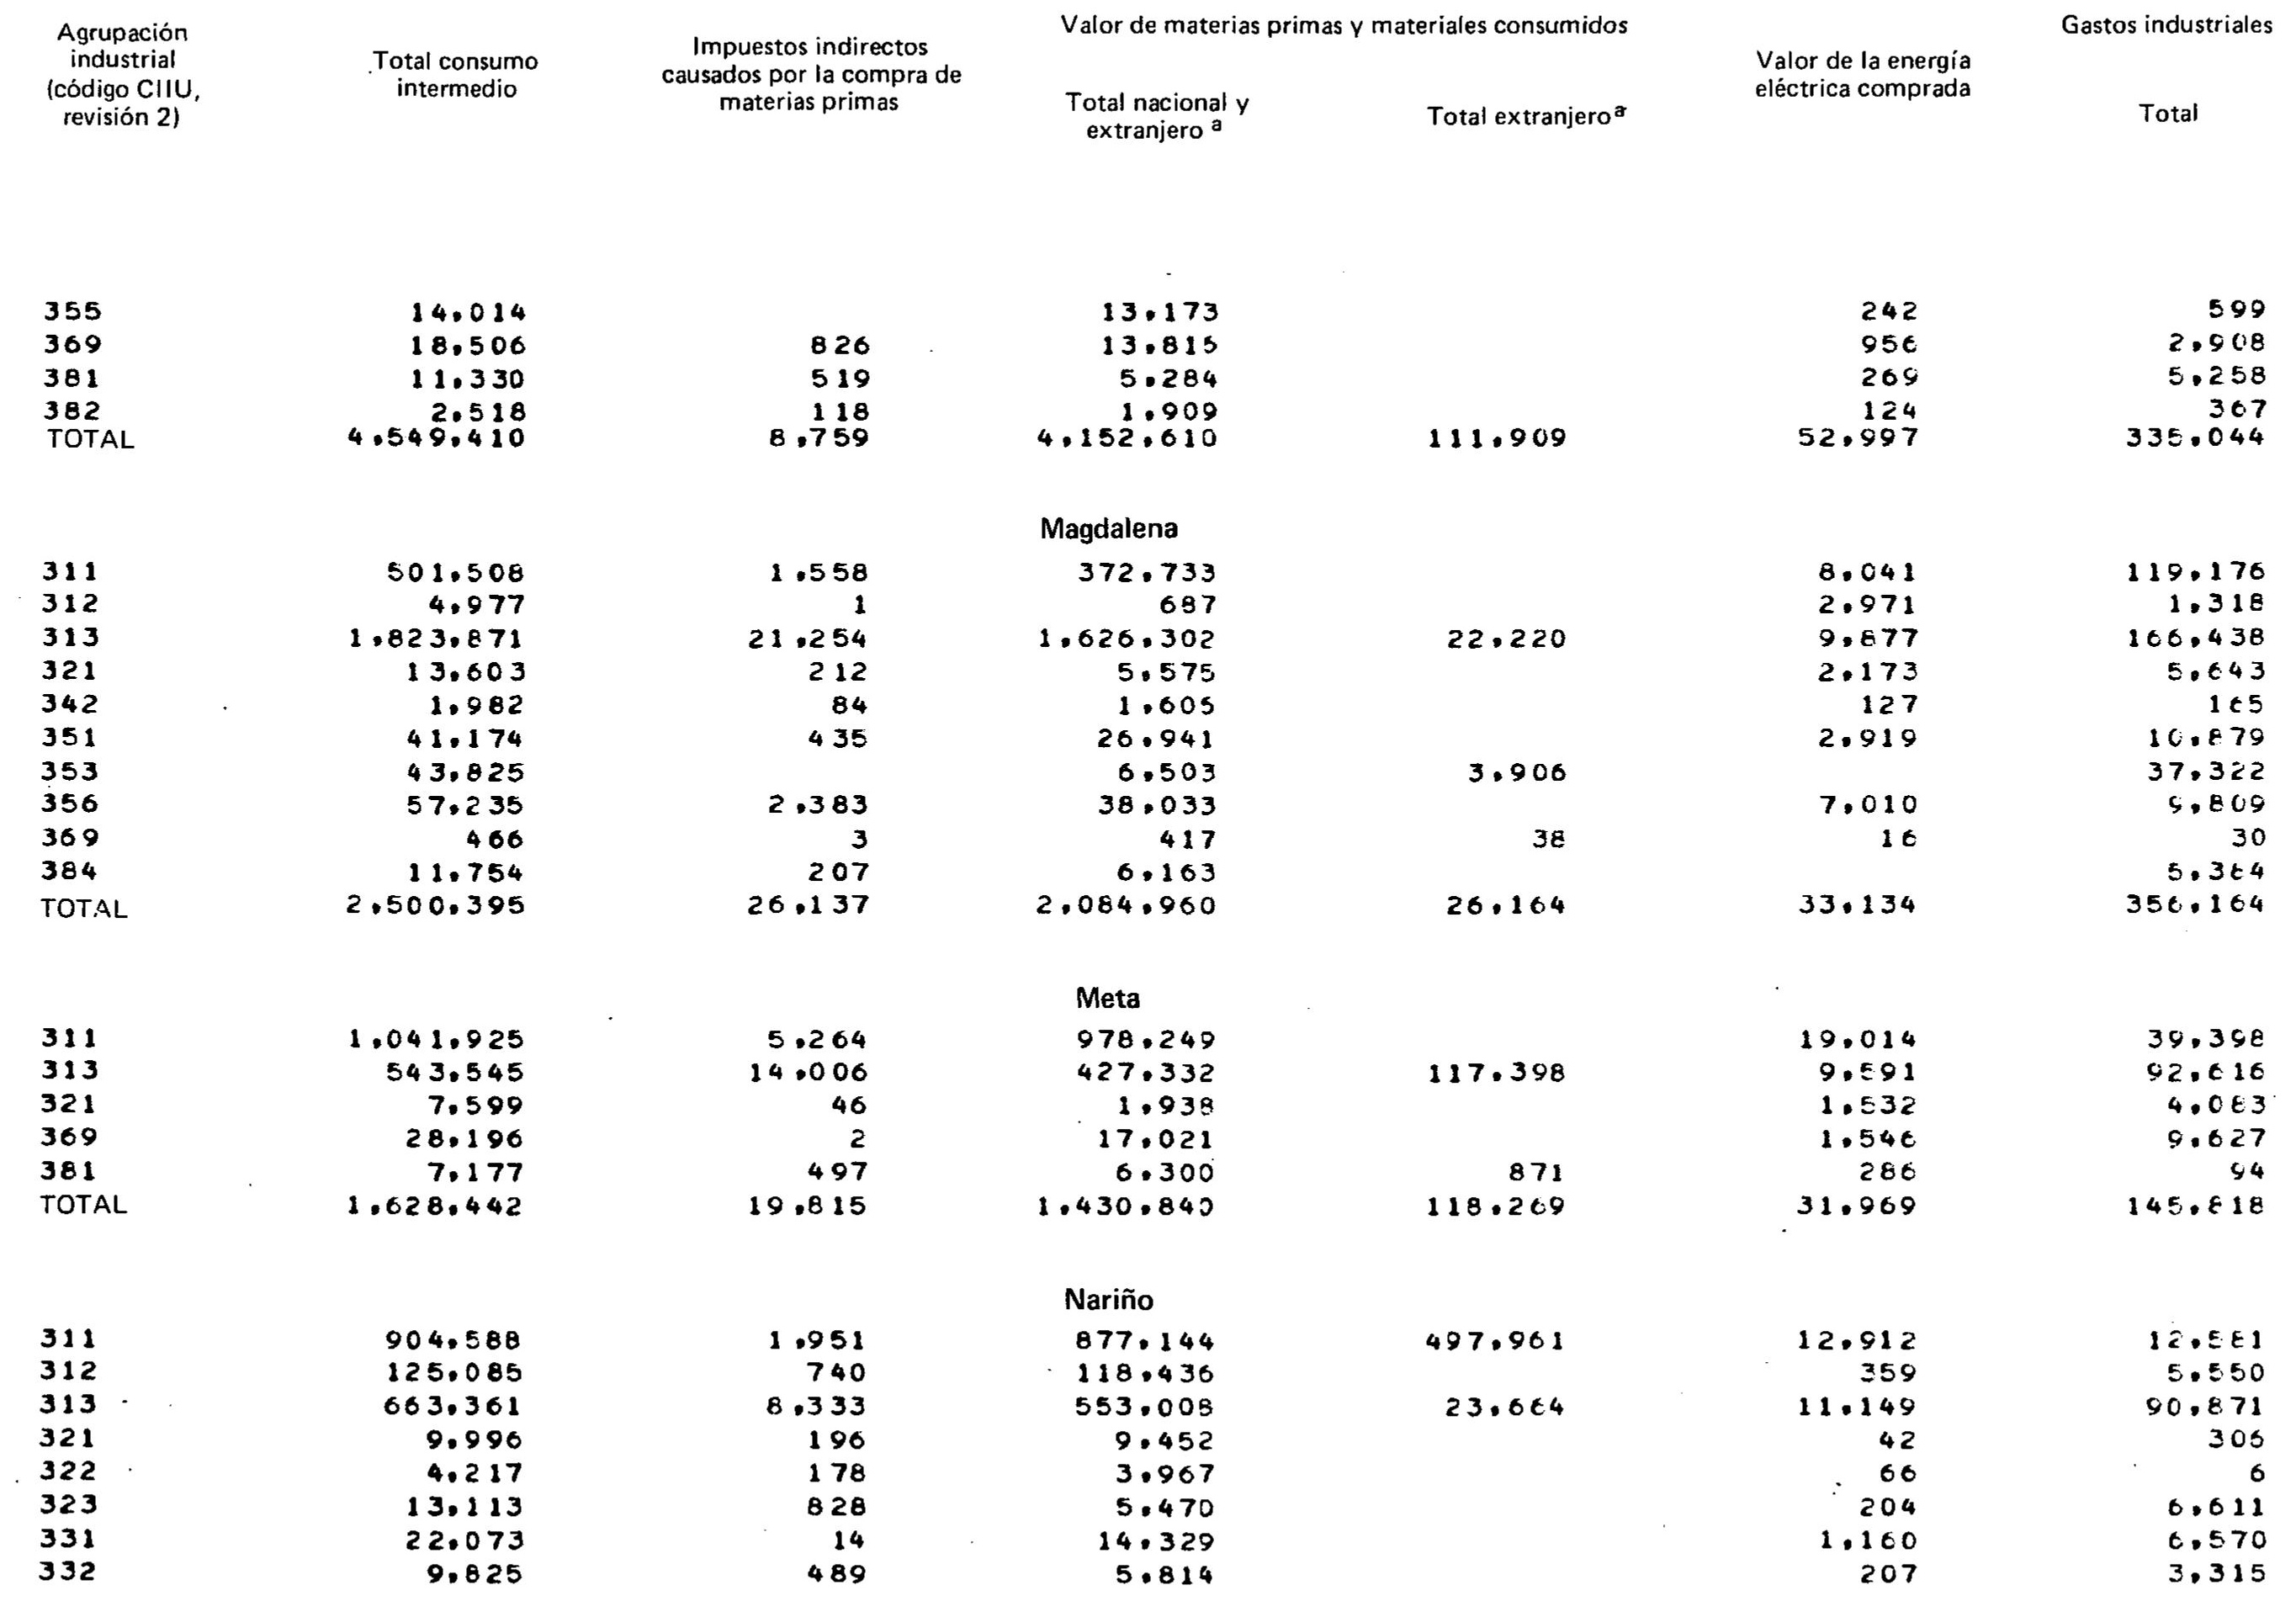 Agrupación industrial (código CIIU, revisión 2) Total consumo intermedio Impuestos indirectos causados por la compra de materias primas Valor de materias primas y materiales consumidos Total nacional y extranjero a Total extranjero a Valor de la energía eléctrica comprada Gastos industriales Total
355 14,014 13,173 242 599
369 18,506 826 13,815 956 2,908
381 11,330 519 5,284 269 5,258
382 2,518 118 1,909 124 367
TOTAL 4,549,410 8,759 4,152,610 111,909 52,997 335,044
Magdalena
311 501,508 1,558 372,733 8,041 119,176
312 4,977 1 687 2,971 1,318
313 1,823,871 21,254 1,626,302 22,220 9,877 166,438
321 13,603 212 5,575 2,173 5,643
342 1,982 84 1,605 127 165
351 41,174 435 26,941 2,919 10,879
353 43,825 6,503 3,906 37,322
356 57,235 2,383 38,033 7,010 9,809
369 466 3 417 38 16 30
384 11,754 207 6,163 5,384
TOTAL 2,500,395 26,137 2,084,960 26,164 33,134 356,164
Meta
311 1,041,925 5,264 978,249 19,014 39,398
313 543,545 14,006 427,332 117,398 9,591 92,616
321 7,599 46 1,938 1,532 4,083
369 28,196 2 17,021 1,546 9,627
381 7,177 497 6,300 871 286 94
TOTAL 1,628,442 19,815 1,430,840 118,269 31,969 145,818
Nariño
311 904,588 1,951 877,144 497,961 12,912 12,581
312 125,085 740 118,436 359 5,550
313 663,361 8,333 553,008 23,664 11,149 90,871
321 9,996 196 9,452 42 306
322 4,217 178 3,967 66 6
323 13,113 828 5,470 204 6,611
331 22,073 14 14,329 1,160 6,570
332 9,825 489 5,814 207 3,315